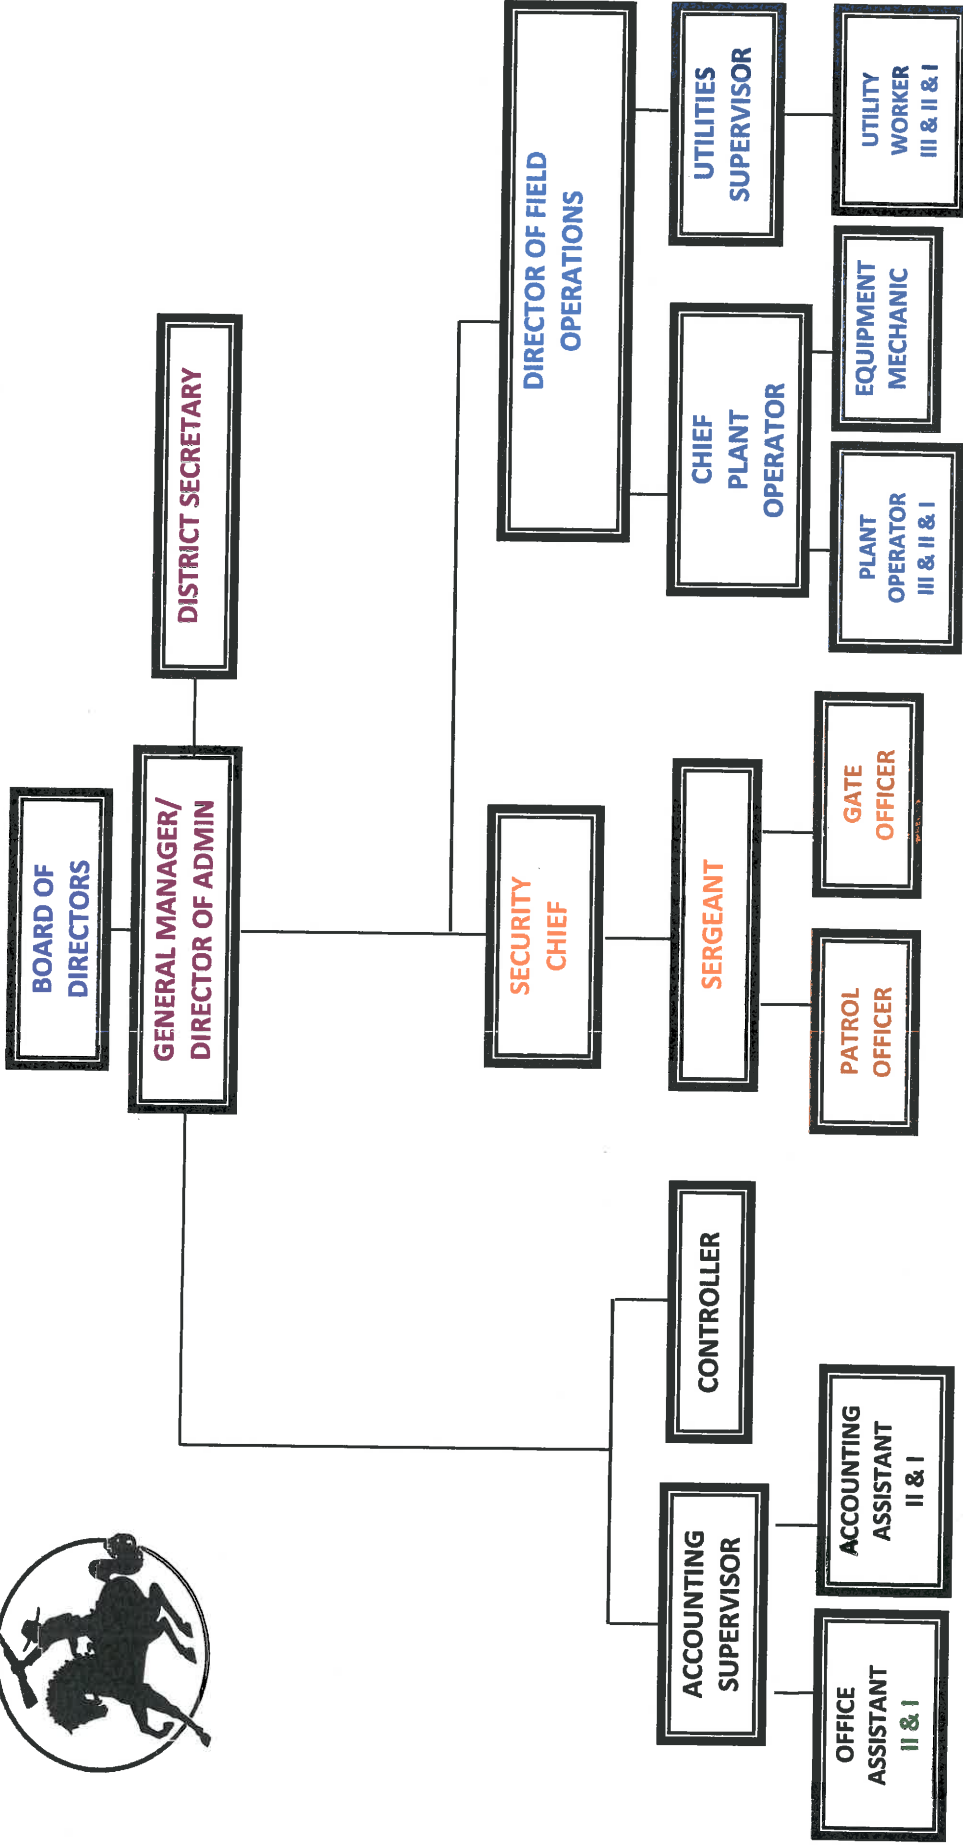 BOARD OF
DIRECTORS
GENERAL MANAGER/
DIRECTOR OF ADMIN
DISTRICT SECRETARY
SECURITY
CHIEF
DIRECTOR OF FIELD
OPERATIONS
ACCOUNTING
SUPERVISOR
CONTROLLER
SERGEANT
CHIEF
PLANT
OPERATOR
UTILITIES
SUPERVISOR
OFFICE
ASSISTANT
II & I
ACCOUNTING
ASSISTANT
II & I
PATROL
OFFICER
GATE
OFFICER
PLANT
OPERATOR
III & II & I
EQUIPMENT
MECHANIC
UTILITY
WORKER
III & II & I